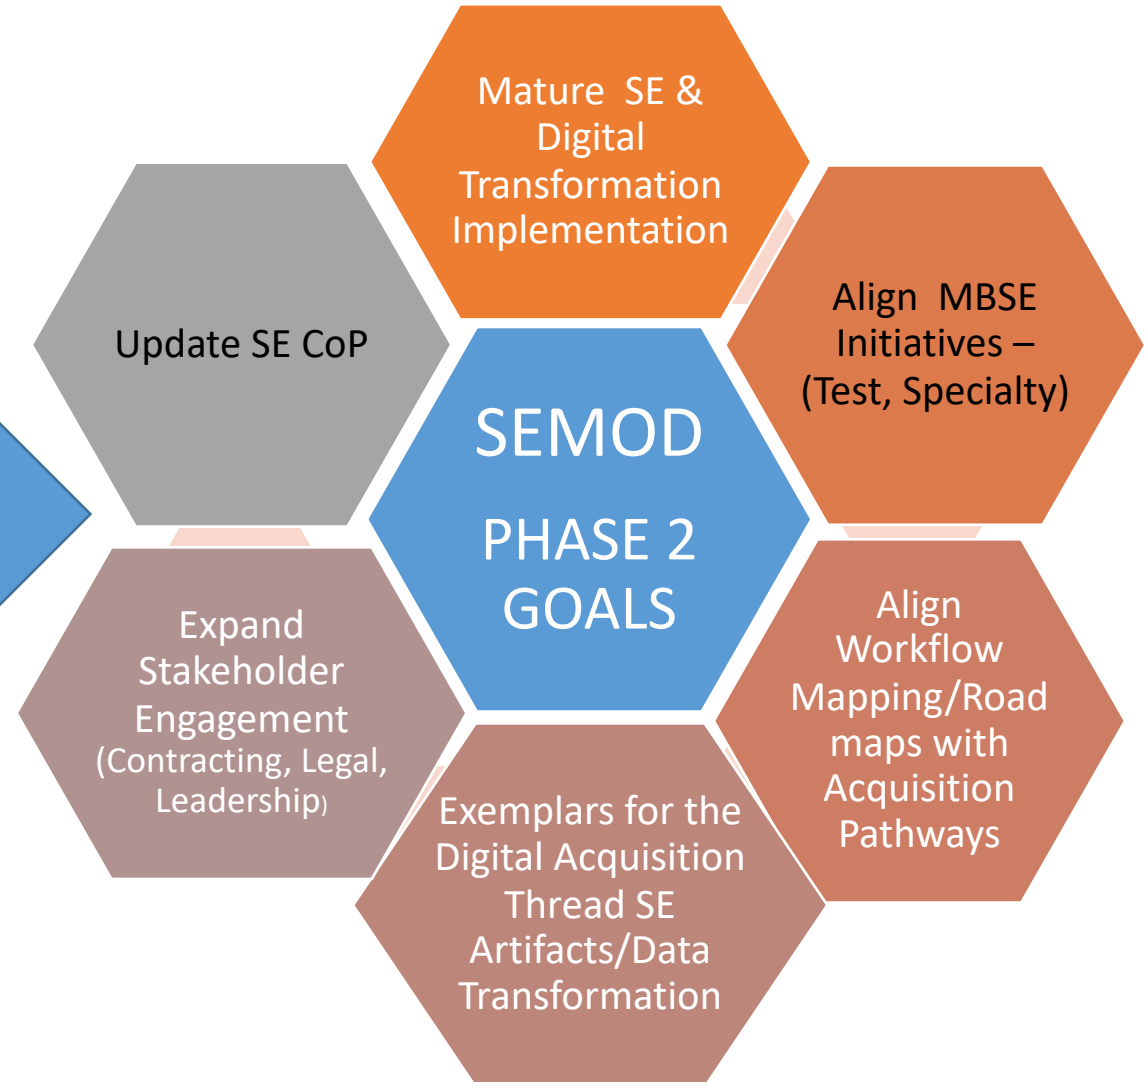 Mature SE &
Digital
Transformation
Implementation
Align MBSE
Initiatives –
(Test, Specialty)
Update SE CoP
SEMOD
PHASE 2
GOALS
Align
Workflow
Mapping/Road
maps with
Acquisition
Pathways
Expand
Stakeholder
Engagement
(Contracting, Legal,
Leadership)
Exemplars for the
Digital Acquisition
Thread SE
Artifacts/Data
Transformation